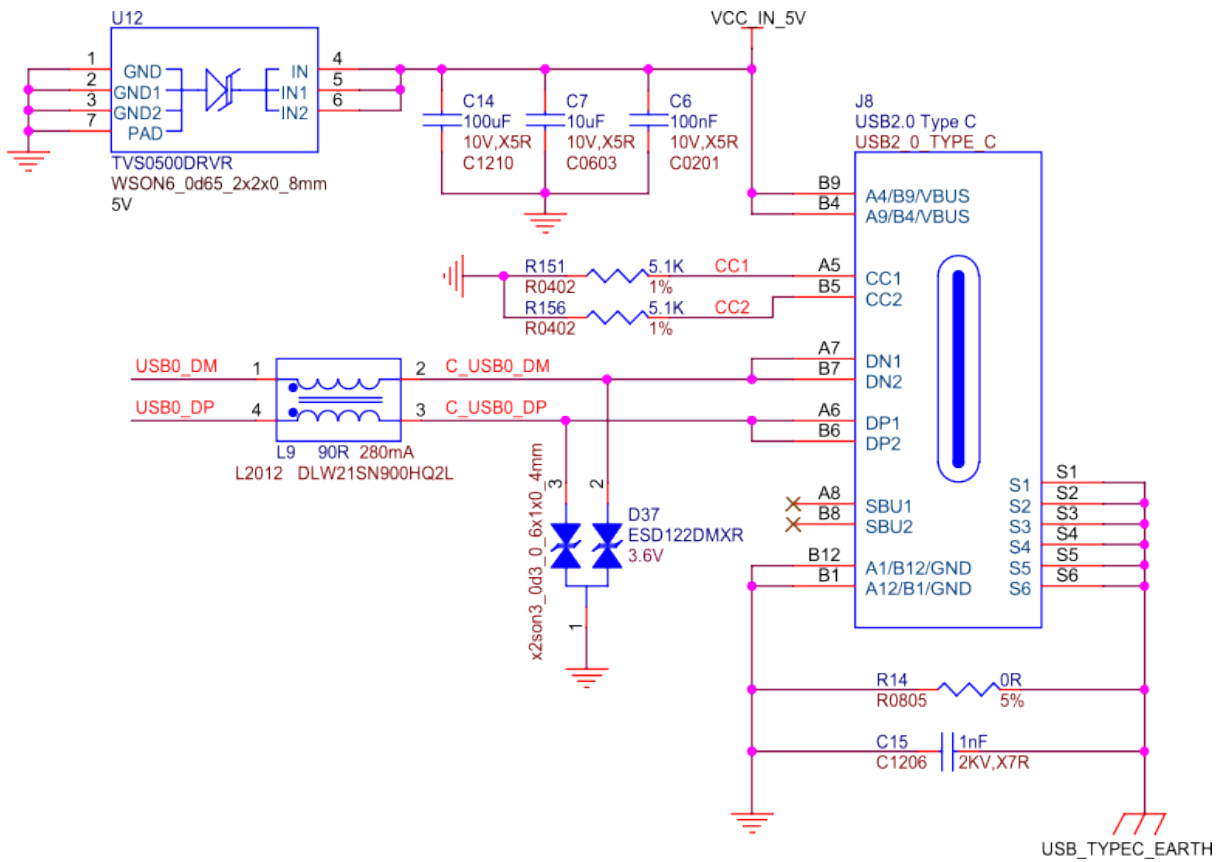 U12
1
2
3
7
GND
GND1
GND2
PAD
IN
IN1
IN2
4
5
6
TVS0500DRVR
WSON6_0d65_2x2x0_8mm
5V
C14
100uF
10V,X5R
C1210
C7
10uF
10V,X5R
C0603
C6
100nF
10V,X5R
C0201
VCC_IN_5V
J8
USB2.0 Type C
USB2_0_TYPE_C
B9
B4
A4/B9/VBUS
A9/B4/VBUS
R151
R0402
5.1K
1%
CC1
A5
CC1
R156
R0402
5.1K
1%
CC2
B5
CC2
USB0_DM
1
2
C_USB0_DM
A7
B7
DN1
DN2
USB0_DP
4
3
C_USB0_DP
A6
B6
DP1
DP2
L9 90R 280mA
L2012 DLW21SN900HQ2L
x2son3_0d3_0_6x1x0_4mm
3
2
1
D37
ESD122DMXR
3.6V
A8
B8
SBU1
SBU2
B12
B1
A1/B12/GND
A12/B1/GND
S1
S2
S3
S4
S5
S6
S1
S2
S3
S4
S5
S6
R14
R0805
0R
5%
C15
C1206
1nF
2KV,X7R
USB_TYPEC_EARTH